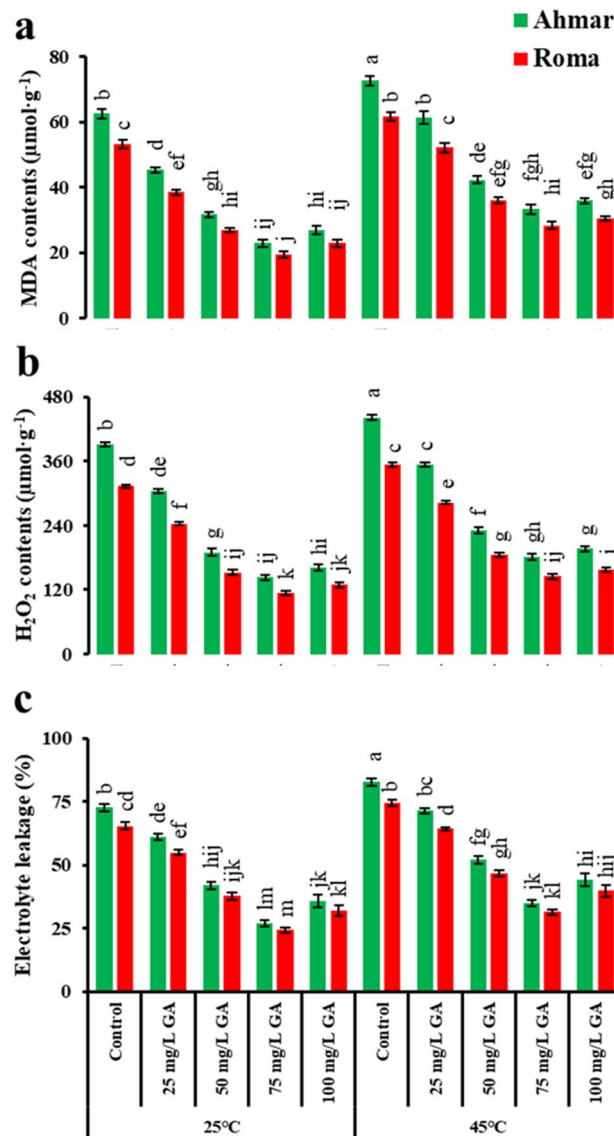 a
Ahmar
Roma
MDA contents (µmol·g⁻¹)
80
60
40
20
0
b
c
d
ef
gh
hi
ij
j
hi
ij
a
b
b
c
de
efg
fgh
hi
efg
gh
b
H₂O₂ contents (µmol·g⁻¹)
480
360
240
120
0
b
d
de
f
g
ij
ij
k
hi
jk
a
c
c
e
f
g
gh
ij
g
i
c
Electrolyte leakage (%)
100
75
50
25
0
b
cd
de
ef
hij
ijk
lm
m
jk
kl
a
b
bc
d
fg
gh
jk
kl
hi
hij
Control
25 mg/L GA
50 mg/L GA
75 mg/L GA
100 mg/L GA
Control
25 mg/L GA
50 mg/L GA
75 mg/L GA
100 mg/L GA
25°C
45°C